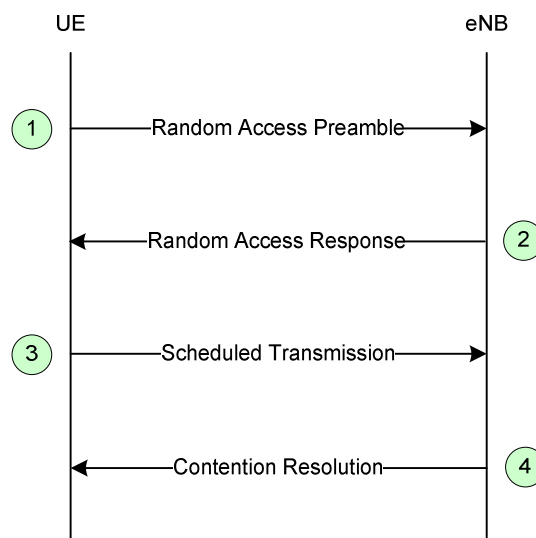 UE
eNB
1
Random Access Preamble
Random Access Response
2
3
Scheduled Transmission
Contention Resolution
4